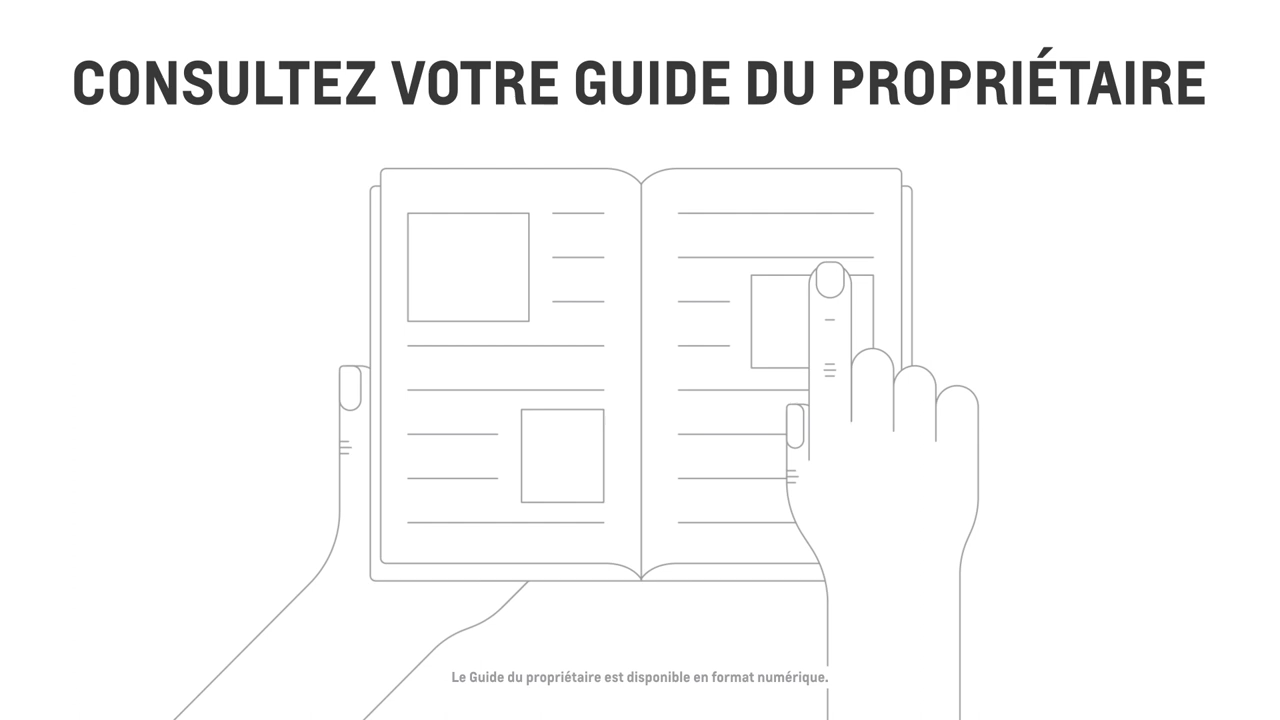 CONSULTEZ VOTRE GUIDE DU PROPRIÉTAIRE
Le Guide du propriétaire est disponible en format numérique.